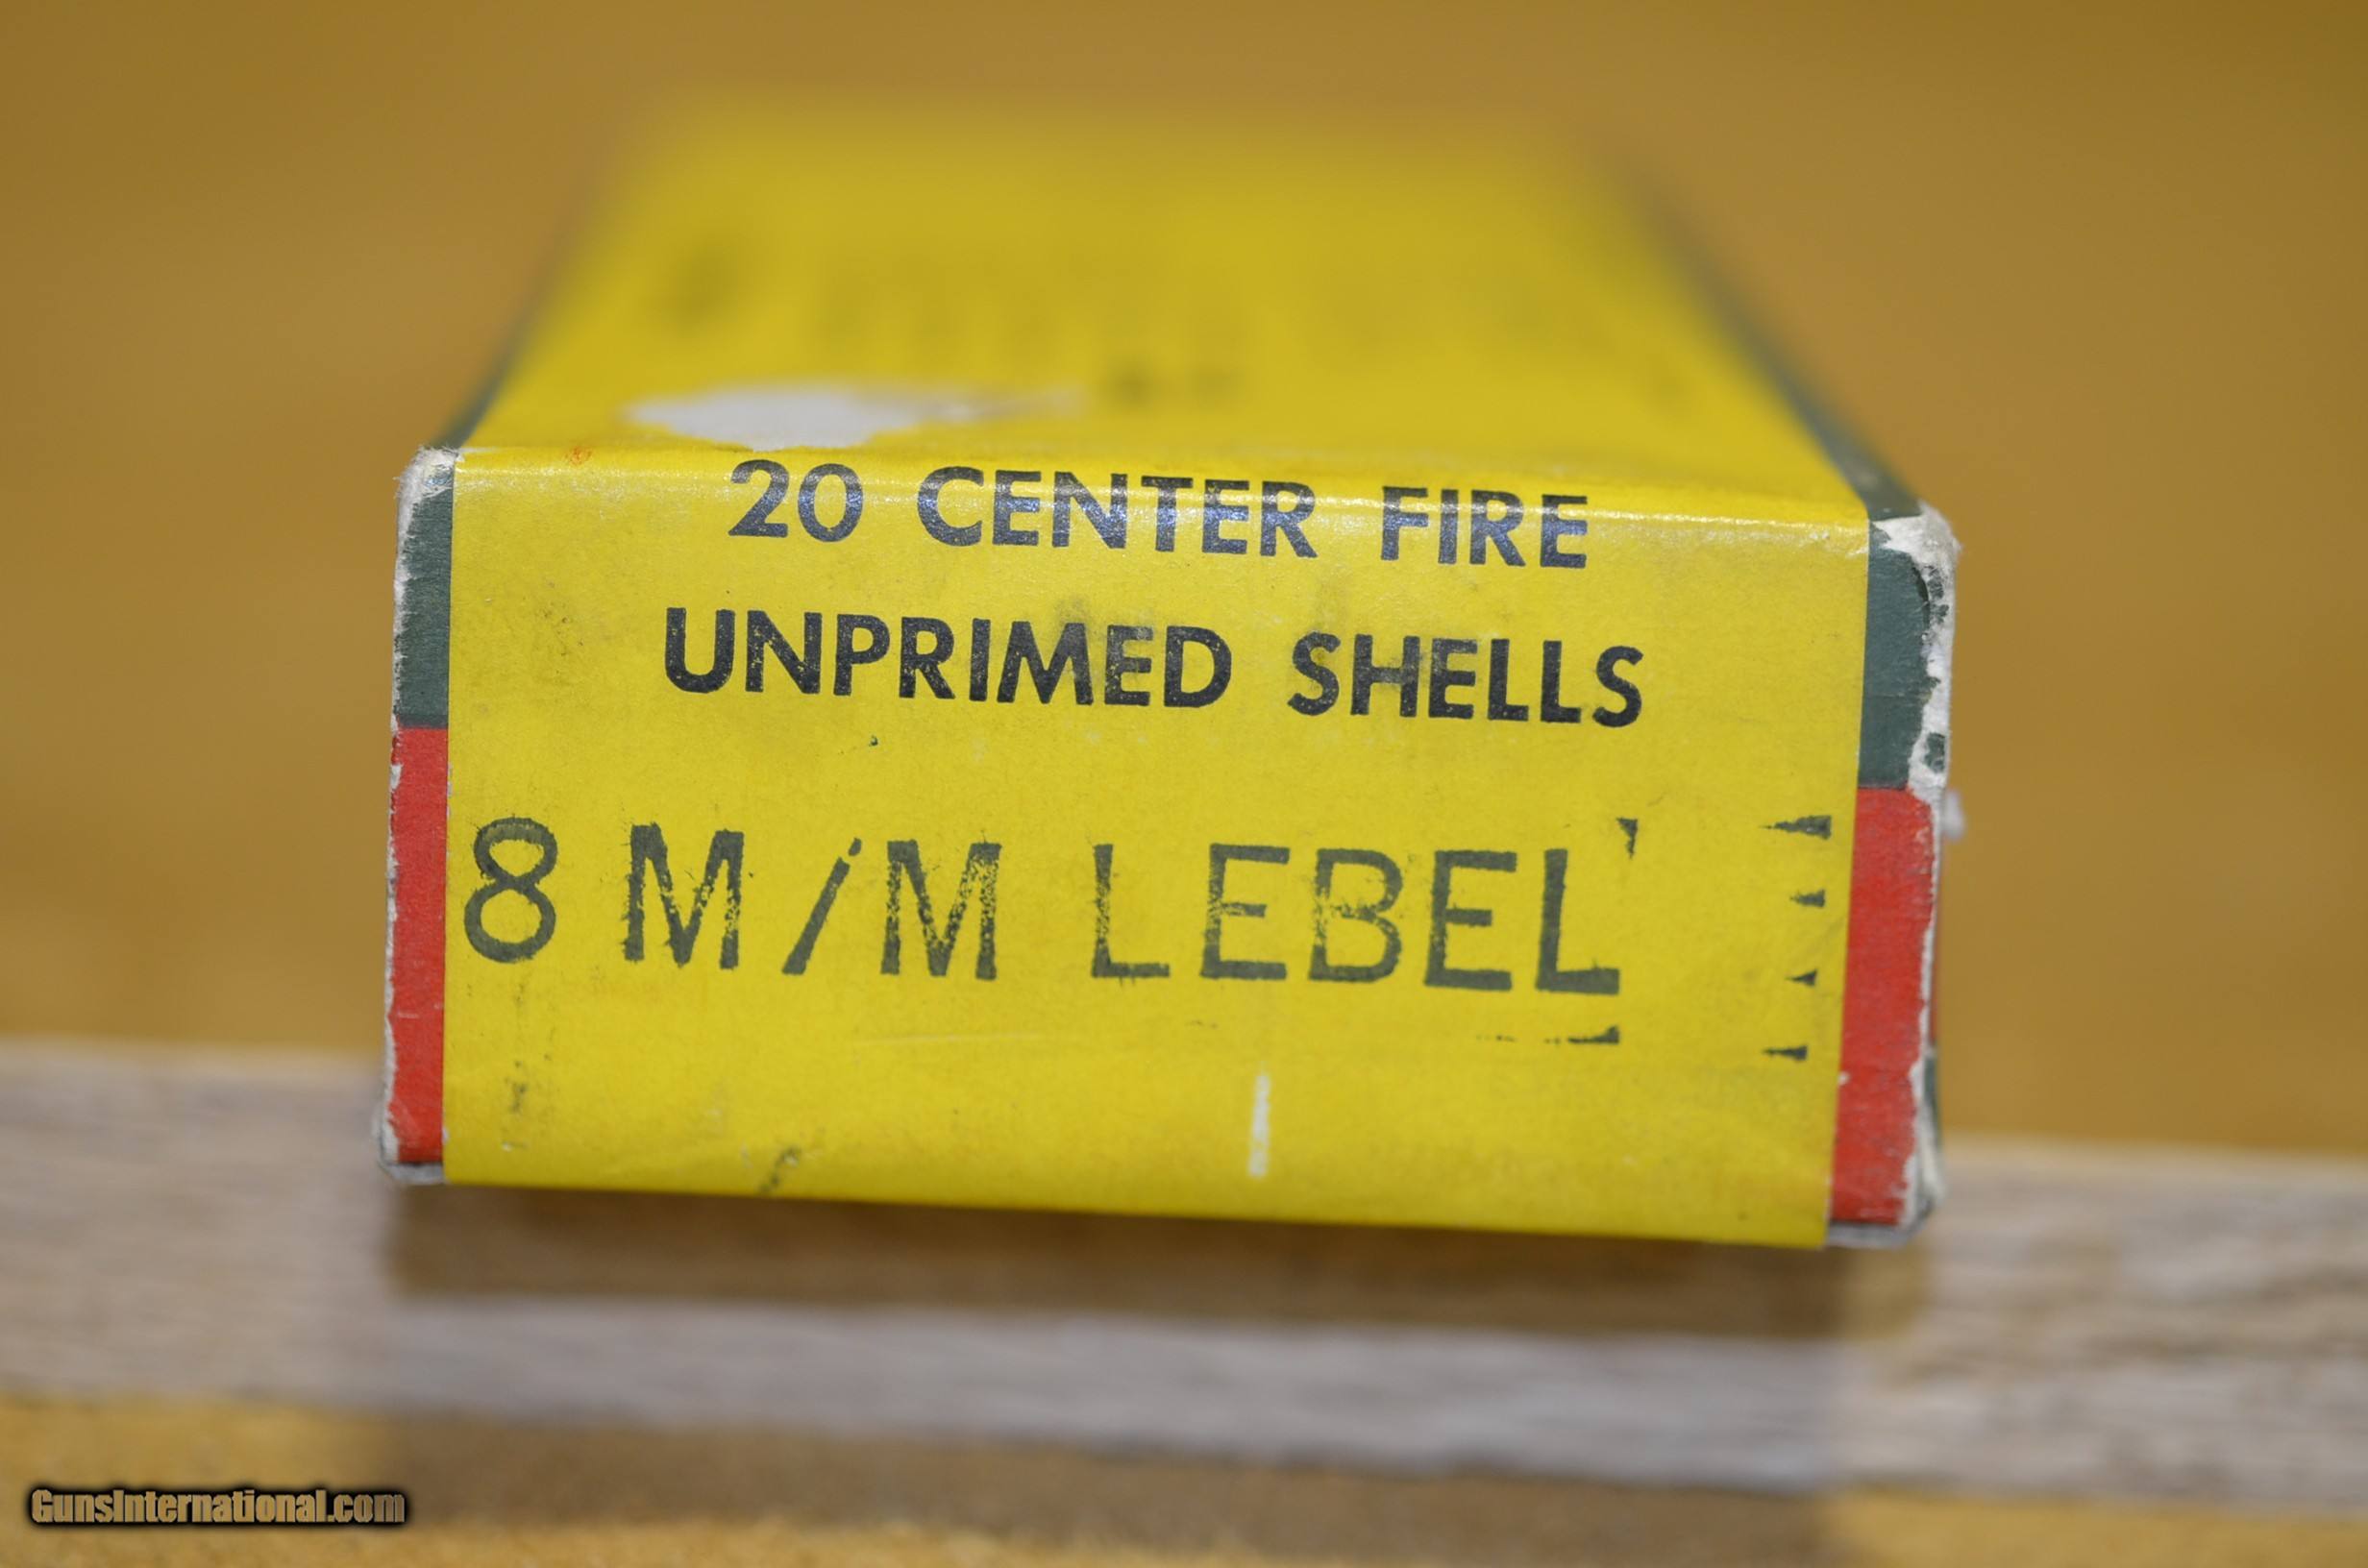 20 CENTER FIRE
UNPRIMED SHELLS
8 M/M LEBEL
GunsInternational.com